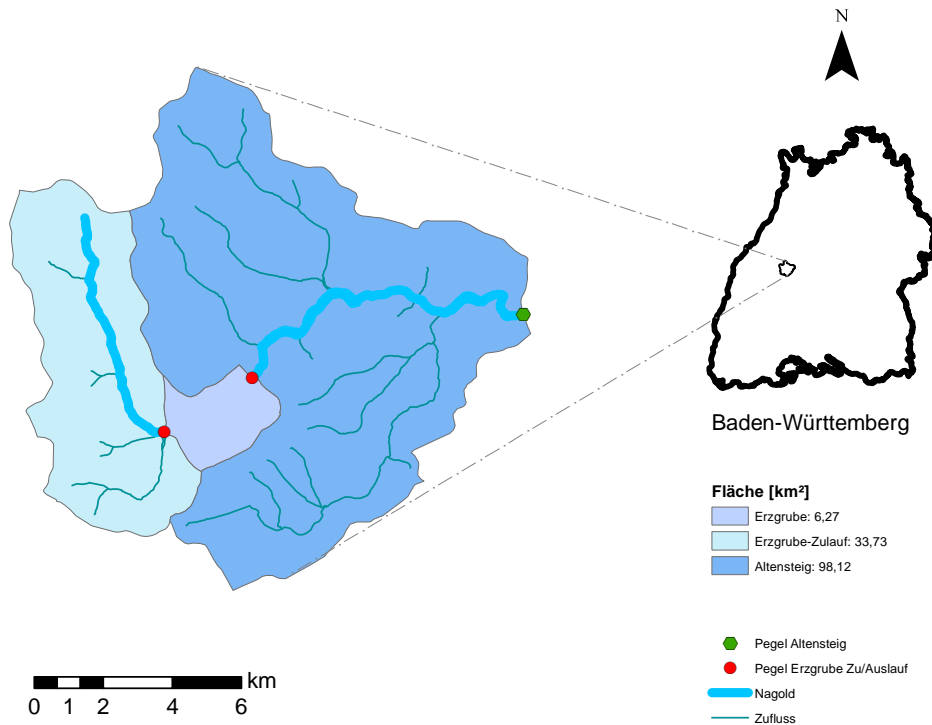 N
Baden-Württemberg
Fläche [km²]
Erzgrube: 6,27
Erzgrube-Zulauf: 33,73
Altensteig: 98,12
Pegel Altensteig
Pegel Erzgrube Zu/Auslauf
Nagold
Zufluss
km
0 1 2 4 6